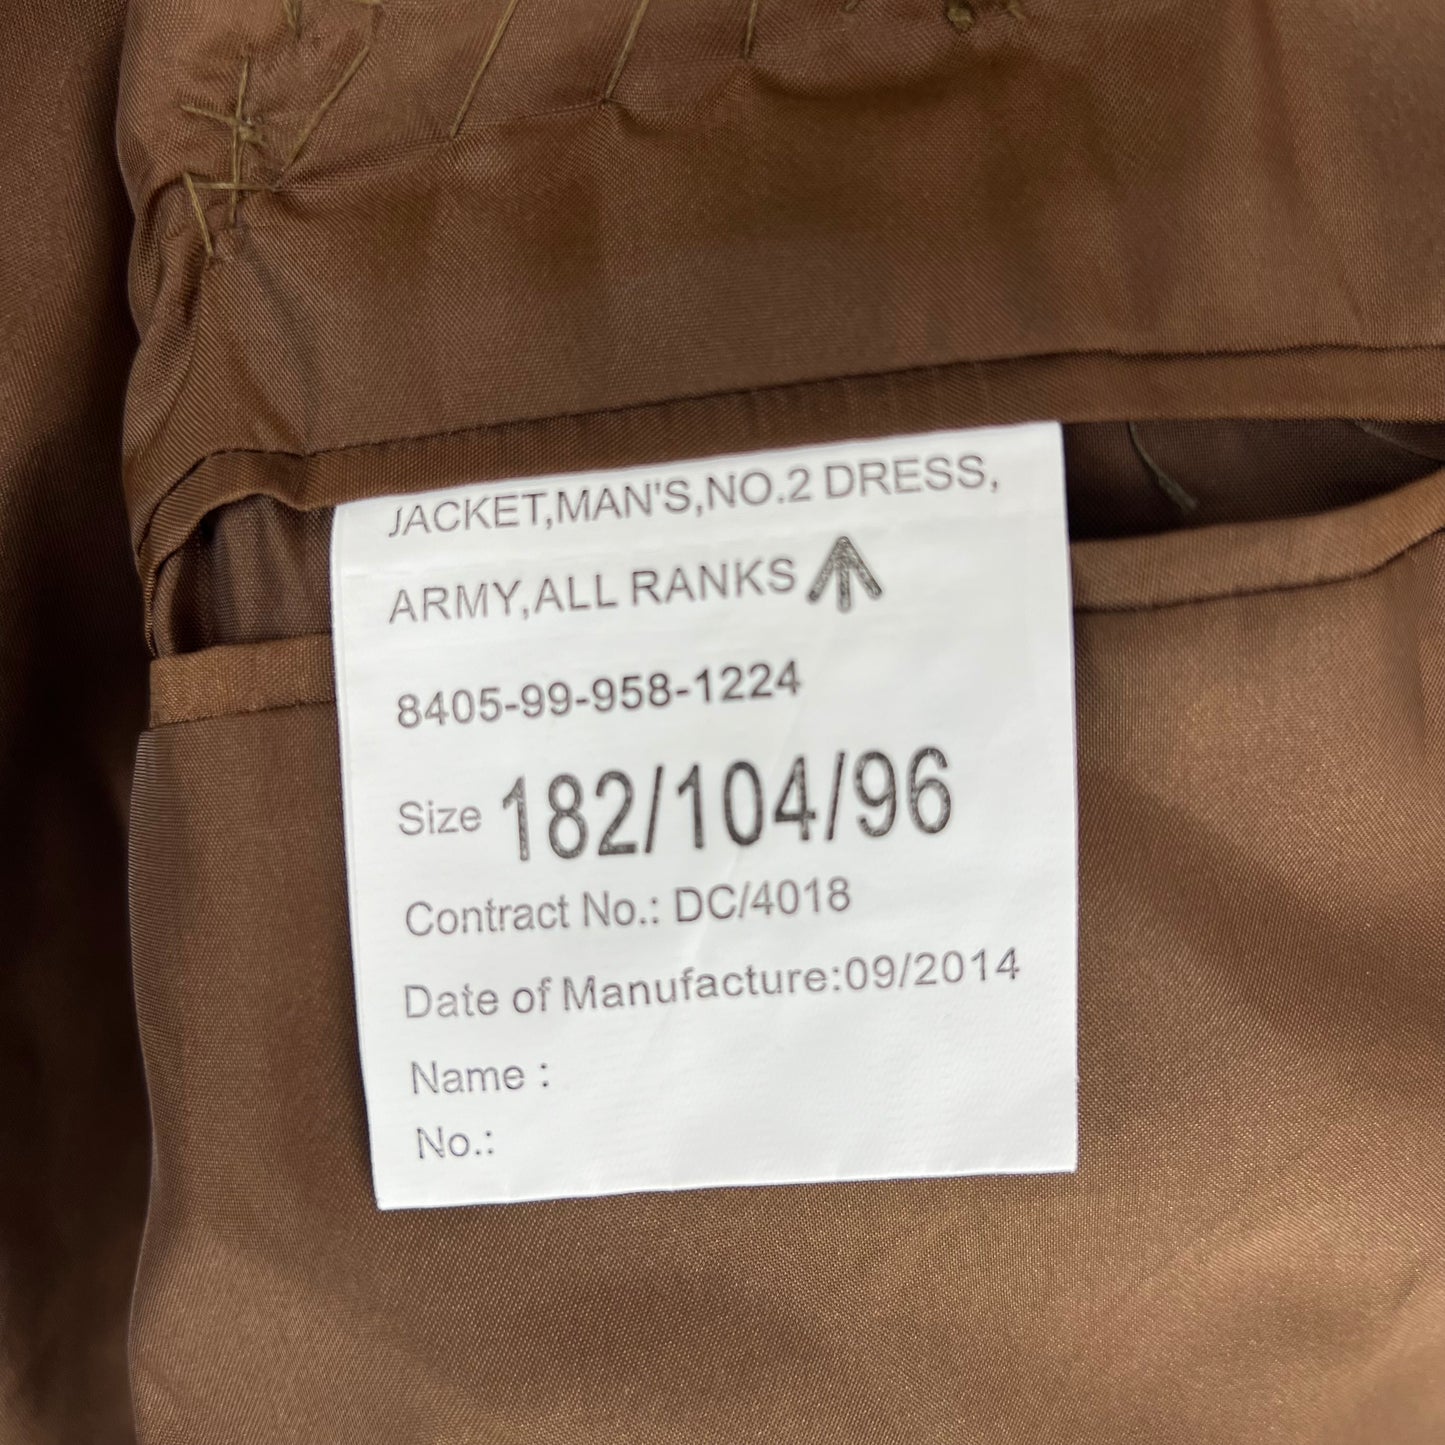 JACKET,MAN'S,NO.2 DRESS,
ARMY,ALL RANKS
8405-99-958-1224
Size 182/104/96
Contract No.: DC/4018
Date of Manufacture:09/2014
Name :
No.: